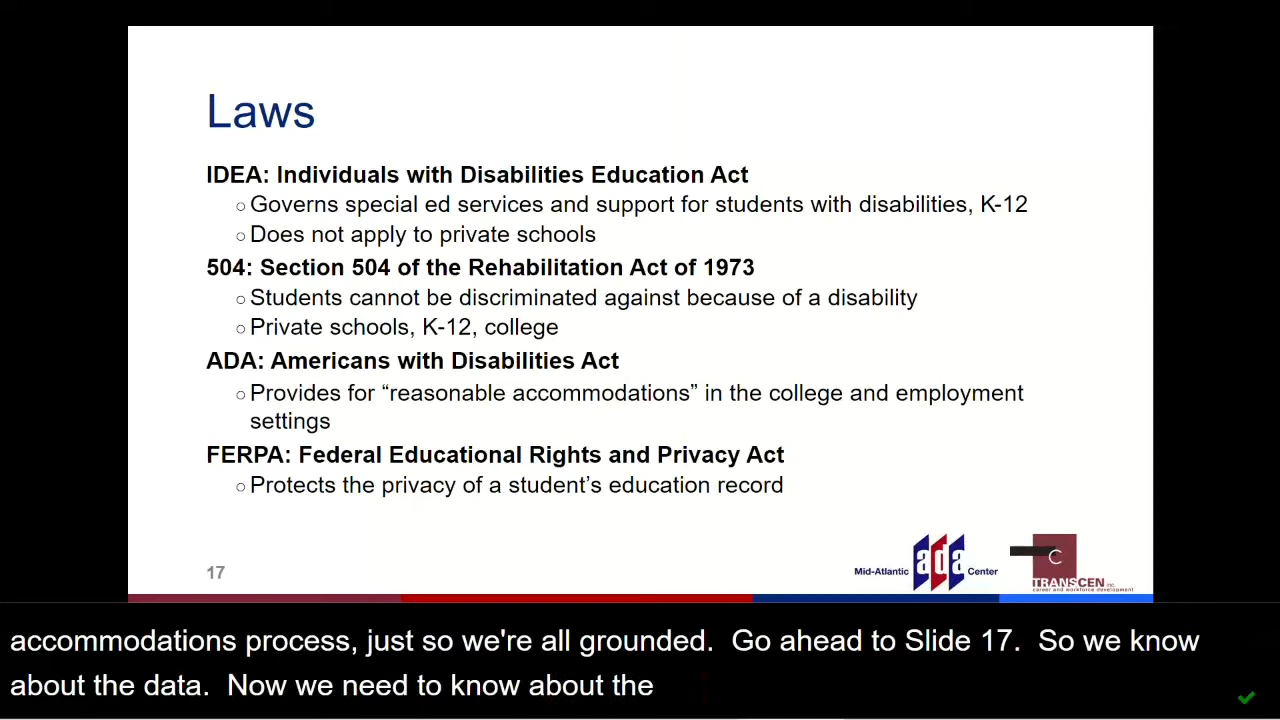 Laws
IDEA: Individuals with Disabilities Education Act
○ Governs special ed services and support for students with disabilities, K-12
○ Does not apply to private schools
504: Section 504 of the Rehabilitation Act of 1973
○ Students cannot be discriminated against because of a disability
○ Private schools, K-12, college
ADA: Americans with Disabilities Act
○ Provides for “reasonable accommodations” in the college and employment
settings
FERPA: Federal Educational Rights and Privacy Act
○ Protects the privacy of a student’s education record
17
Mid-Atlantic ada Center
C
TRANSCEN inc.
career and workforce development
accommodations process, just so we're all grounded.  Go ahead to Slide 17.  So we know
about the data.  Now we need to know about the